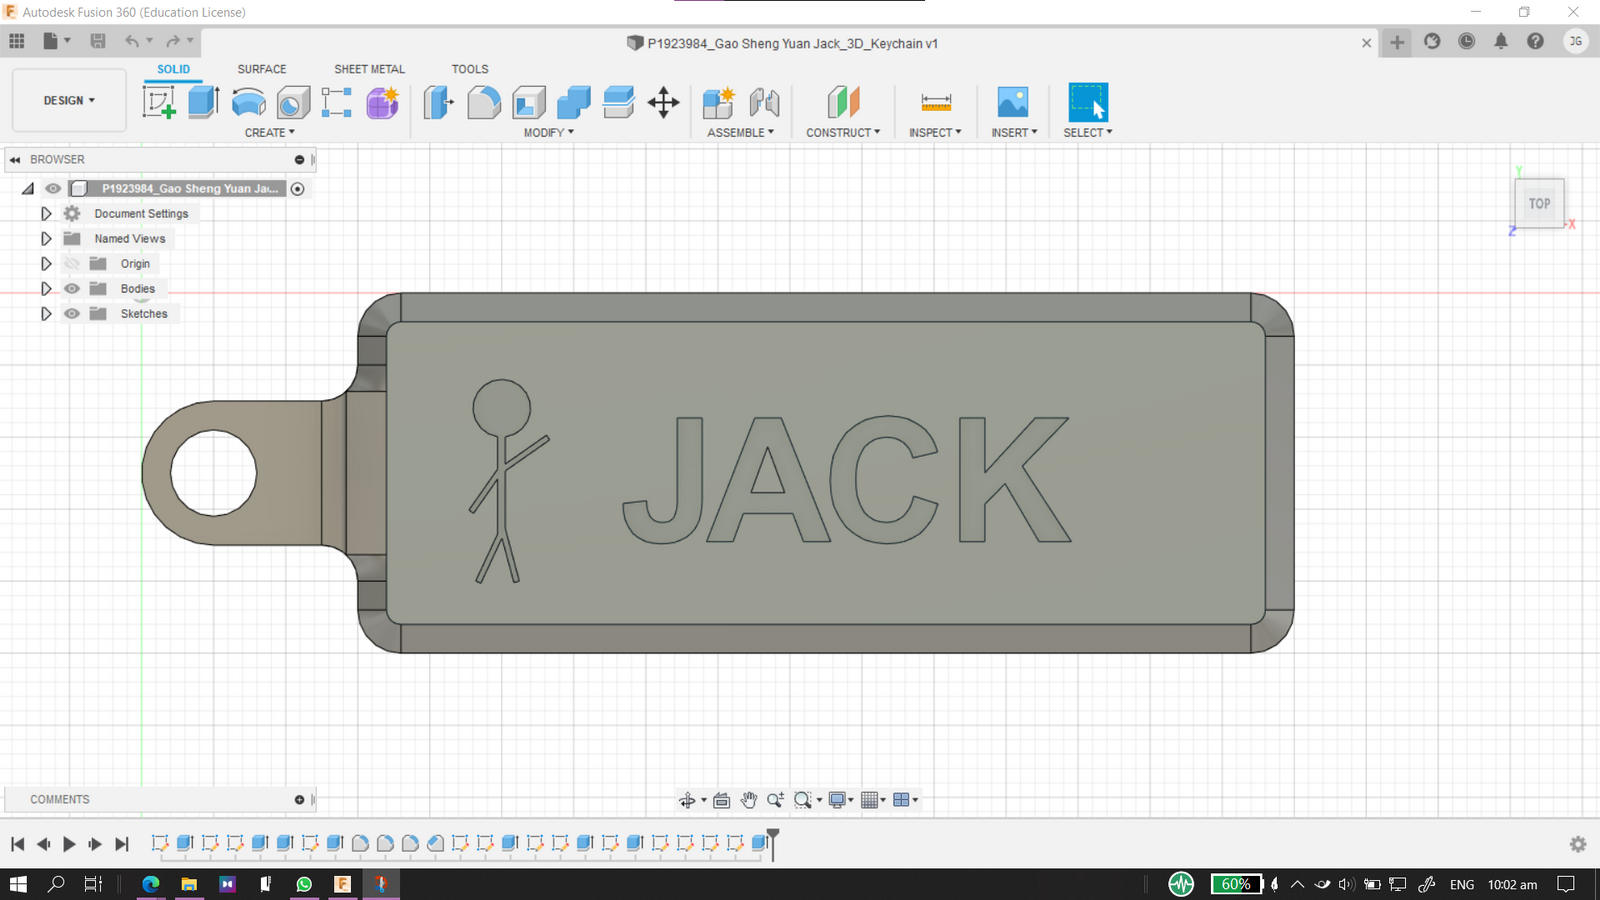 Autodesk Fusion 360 (Education License)
P1923984_Gao Sheng Yuan Jack_3D_Keychain v1
JG
SOLID SURFACE SHEET METAL TOOLS
DESIGN
CREATE MODIFY ASSEMBLE CONSTRUCT INSPECT INSERT SELECT
BROWSER
P1923984_Gao Sheng Yuan Ja...
Document Settings
Named Views
Origin
Bodies
Sketches
Y
TOP
X
Z
JACK
COMMENTS
60% ENG 10:02 am